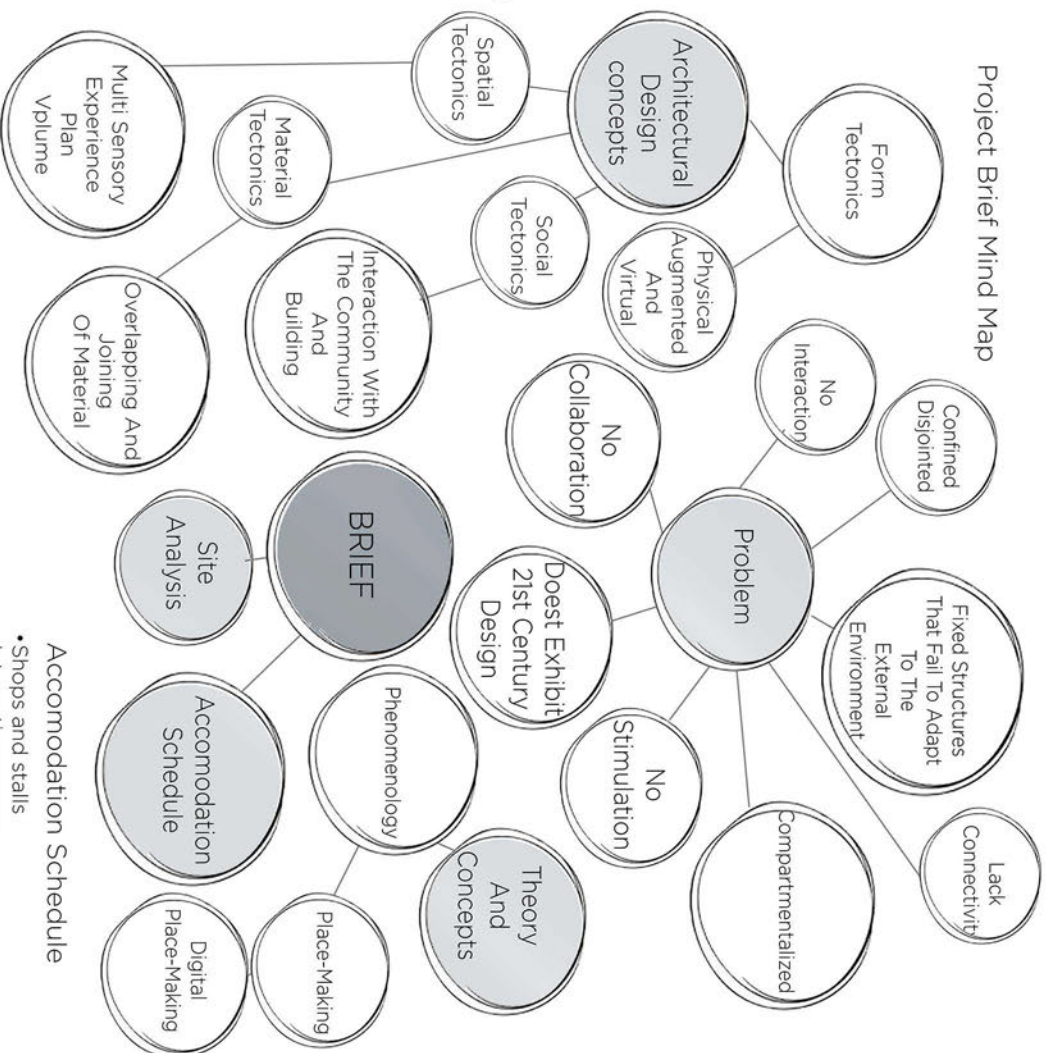 Project Brief Mind Map
Form
Tectonics
Architectural
Design
concepts
Spatial
Tectonics
Multi Sensory
Experience
Plan
Vplume
Material
Tectonics
Social
Tectonics
Physical
Augmented
And
Virtual
Interaction With
The Community
And
Building
Overlapping And
Joining
Of Material
Confined
Disjointed
No
Interaction
No
Collaboration
Problem
Fixed Structures
That Fail To Adapt
To The
External
Environment
Doest Exhibit
21st Century
Design
No
Stimulation
Compartmentalized
Lack
Connectivit
BRIEF
Site
Analysis
Accomodation
Schedule
Phenomenology
Theory
And
Concepts
Place-Making
Digital
Place-Making
Accomodation Schedule
•Shops and stalls